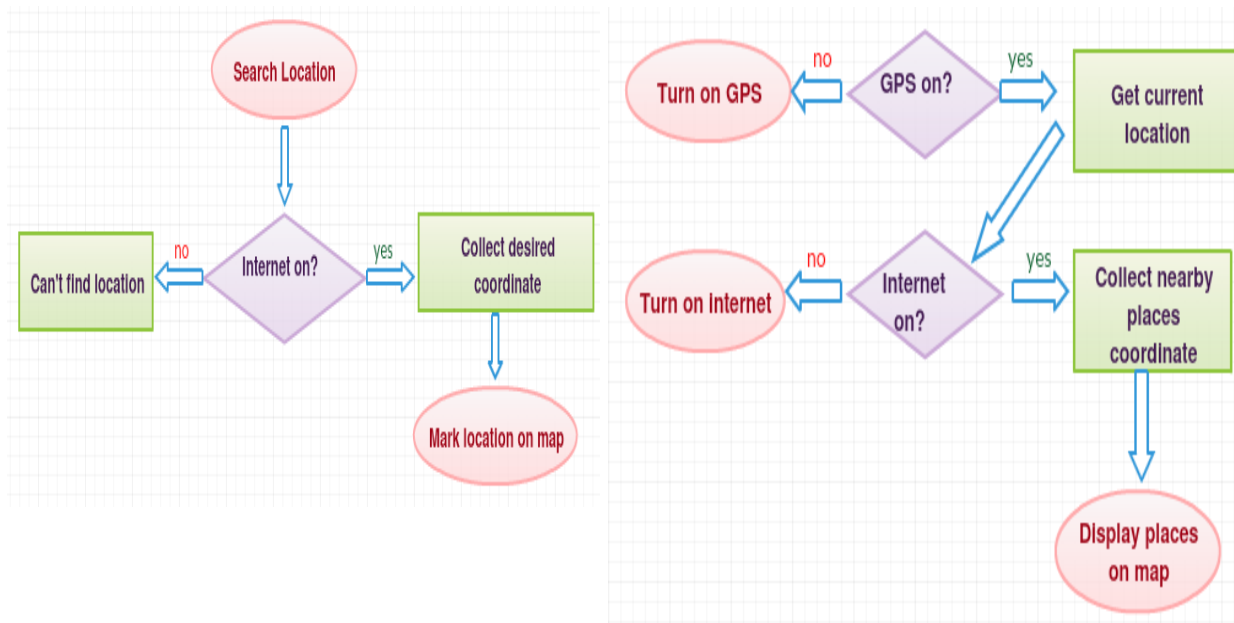 Search Location
Internet on?
no
yes
Can't find location
Collect desired
coordinate
Mark location on map
GPS on?
no
yes
Turn on GPS
Get current
location
Internet
on?
no
yes
Turn on internet
Collect nearby
places
coordinate
Display places
on map